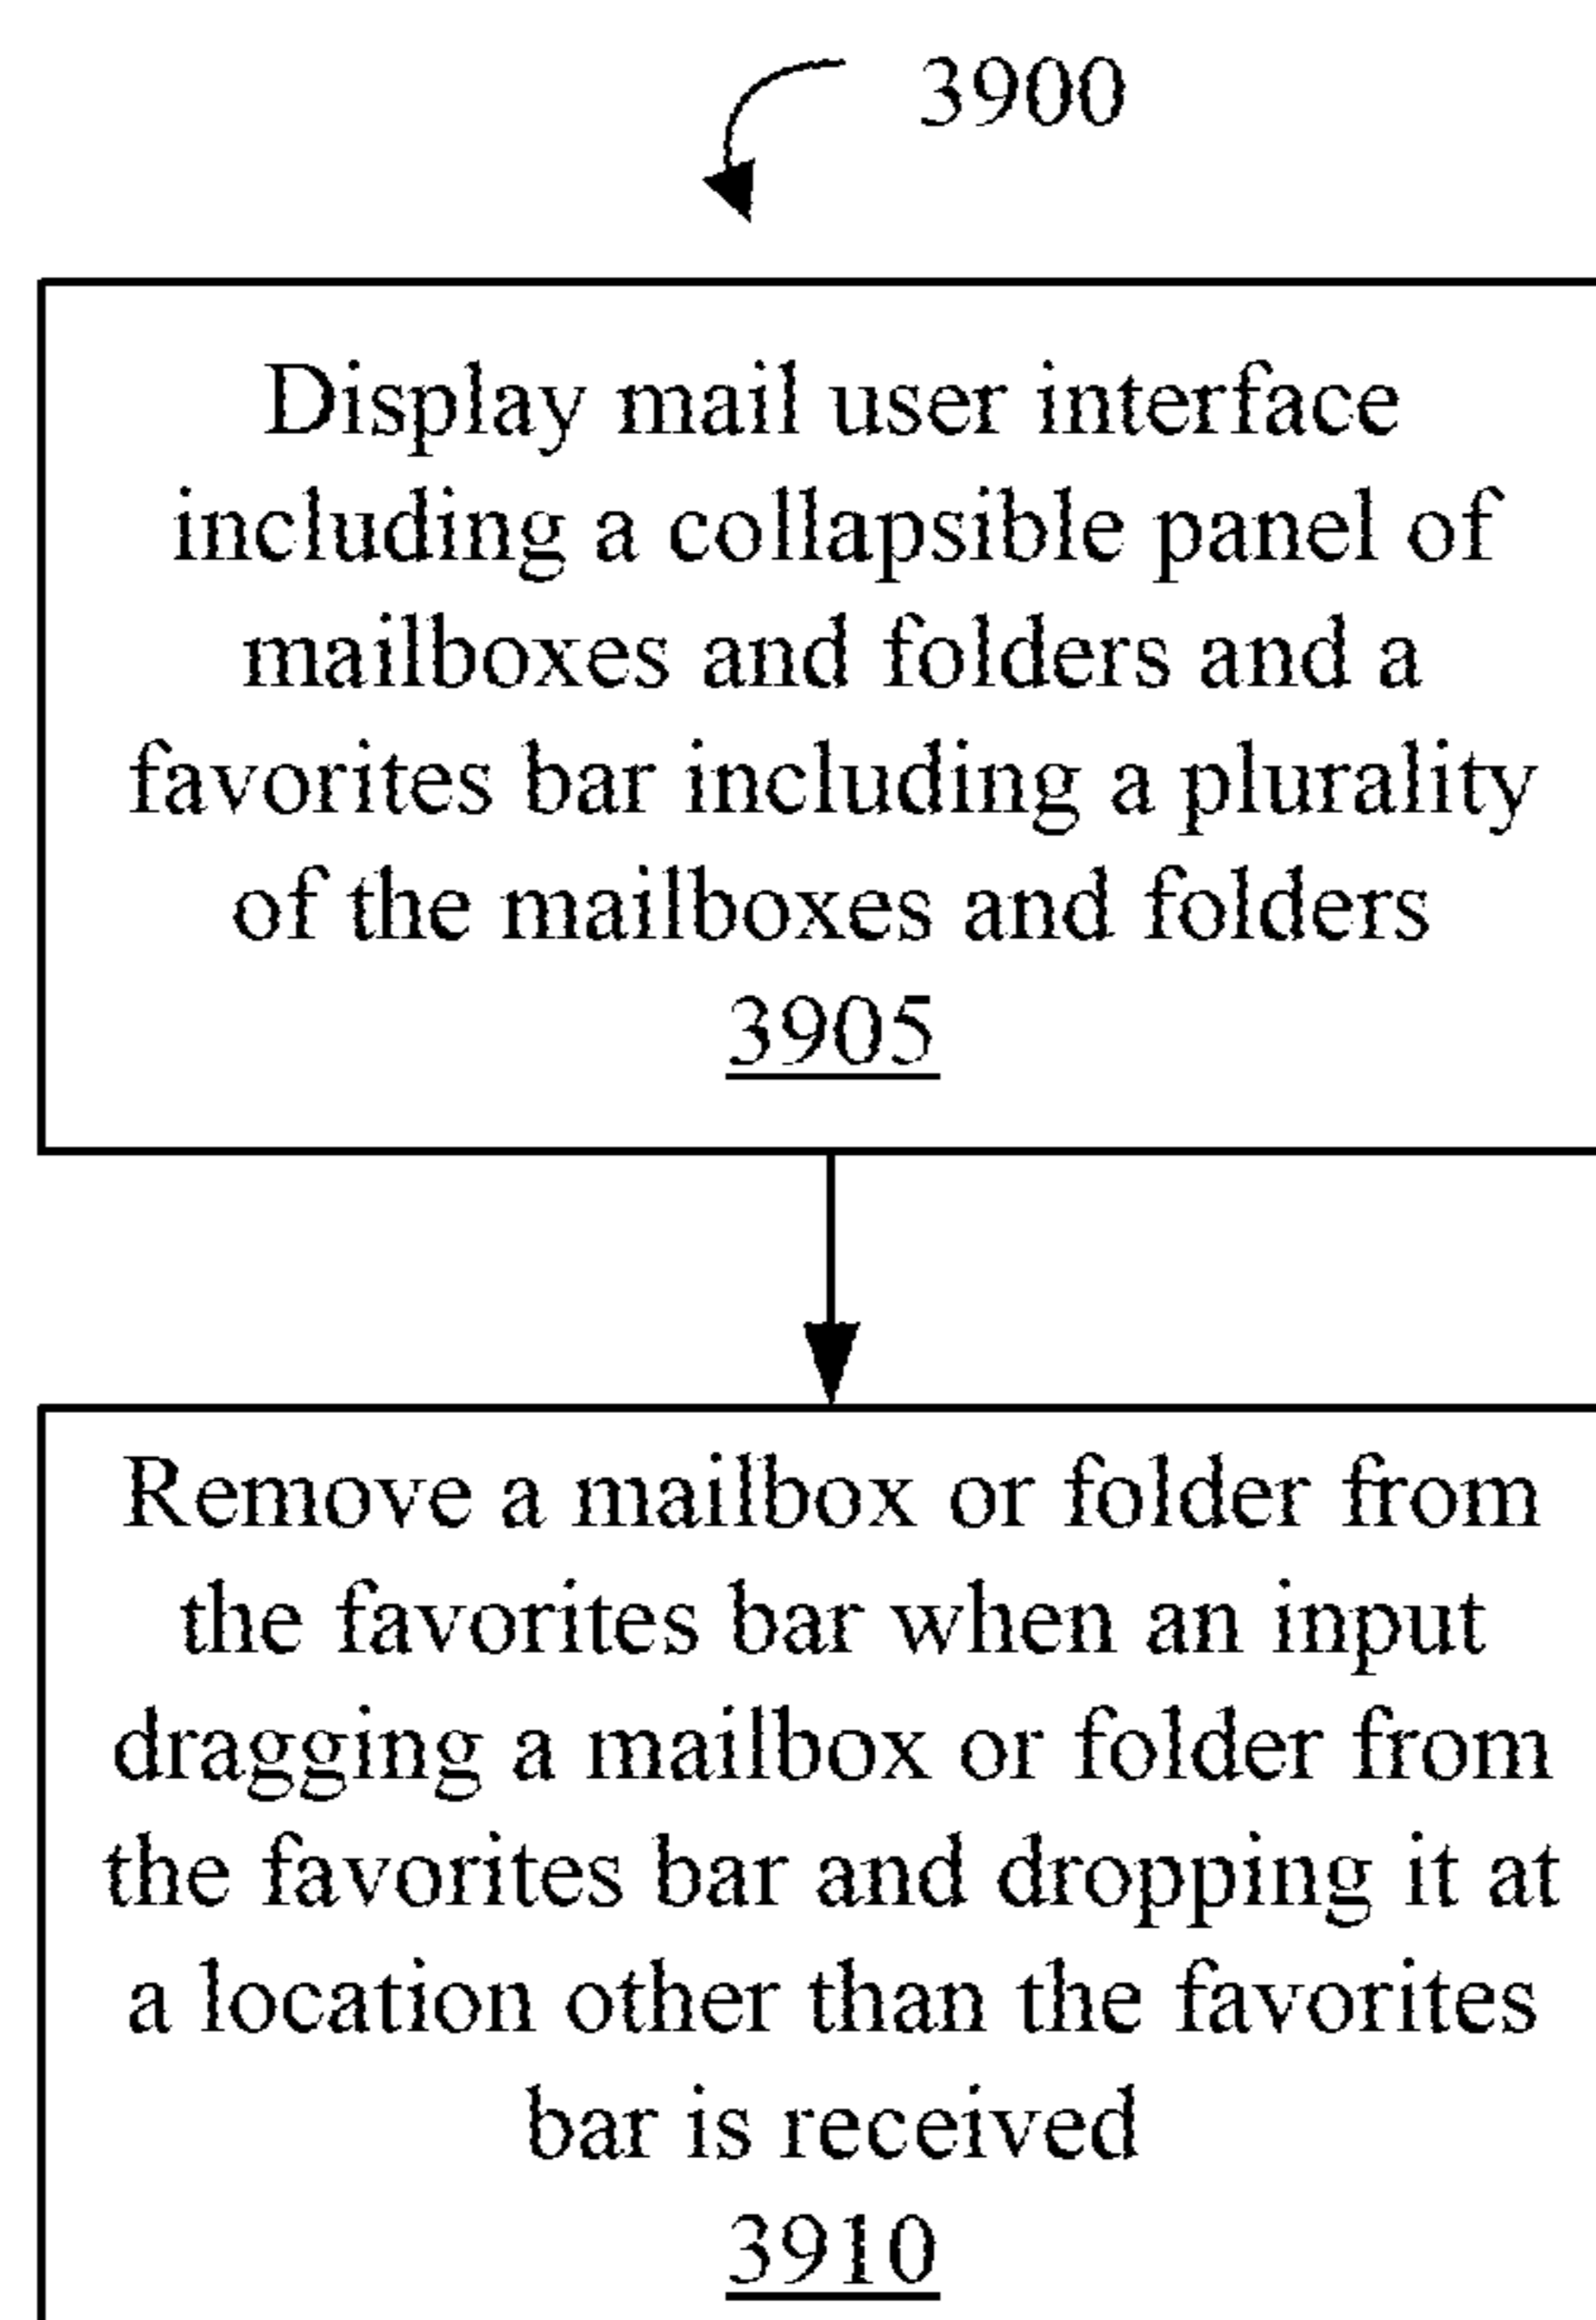 3900
Display mail user interface
including a collapsible panel of
mailboxes and folders and a
favorites bar including a plurality
of the mailboxes and folders
3905
Remove a mailbox or folder from
the favorites bar when an input
dragging a mailbox or folder from
the favorites bar and dropping it at
a location other than the favorites
bar is received
3910